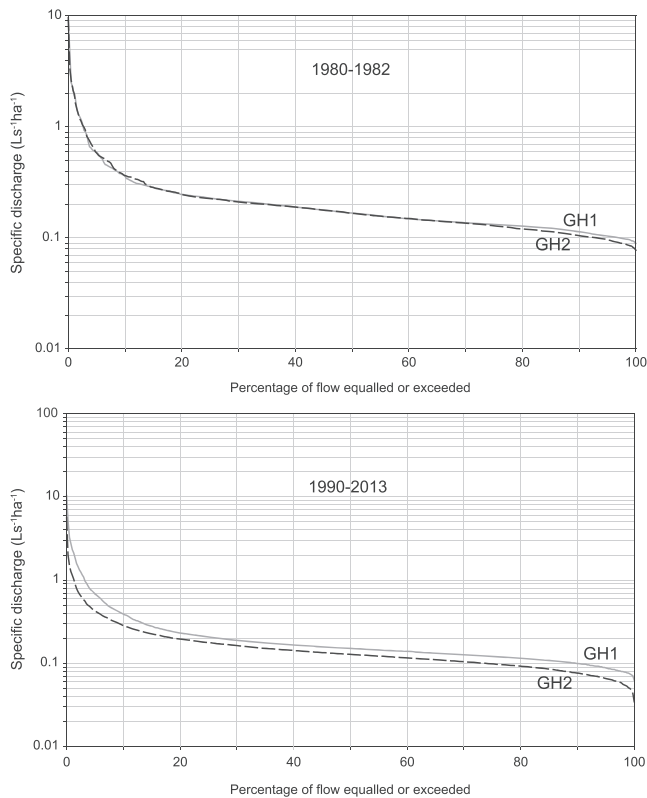 10
1980-1982
1
Specific discharge (Ls⁻¹ha⁻¹)
GH1
0.1
GH2
0.01
0 20 40 60 80 100
Percentage of flow equalled or exceeded
100
1990-2013
10
Specific discharge (Ls⁻¹ha⁻¹)
1
GH1
0.1
GH2
0.01
0 20 40 60 80 100
Percentage of flow equalled or exceeded